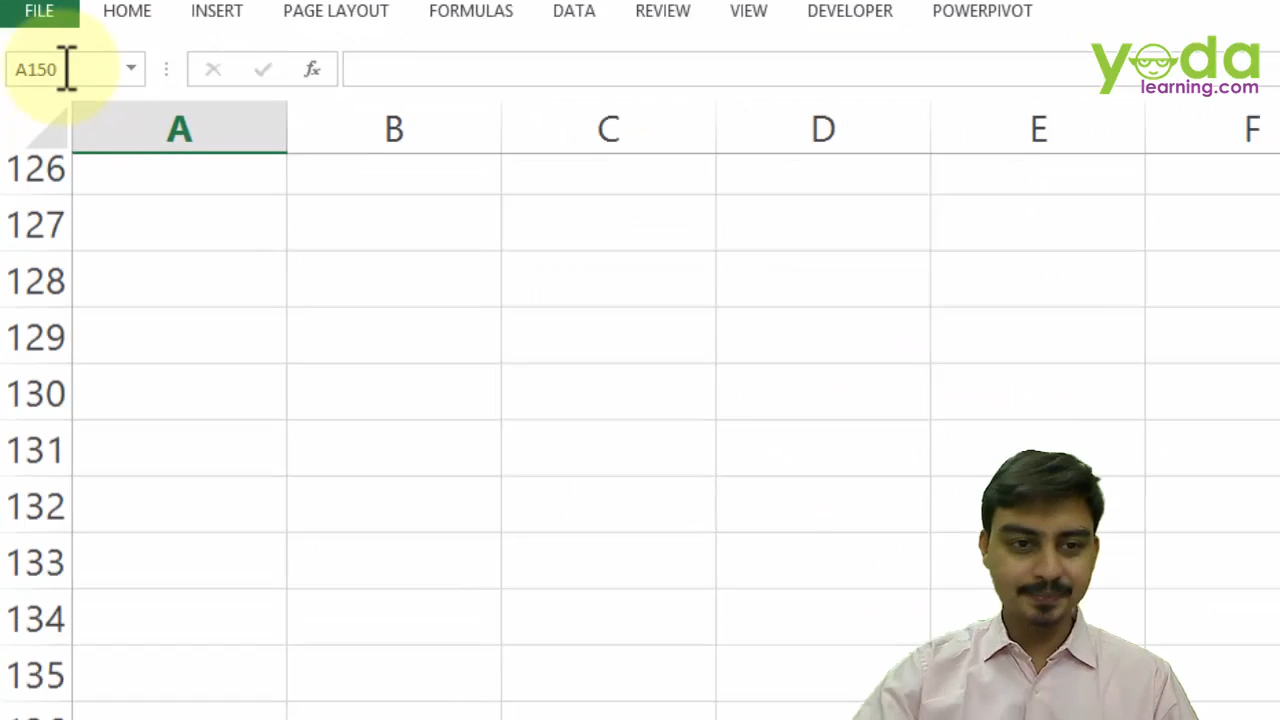 FILE HOME INSERT PAGE LAYOUT FORMULAS DATA REVIEW VIEW DEVELOPER POWERPIVOT
yoda
learning.com
A150 fx
A B C D E F
126
127
128
129
130
131
132
133
134
135